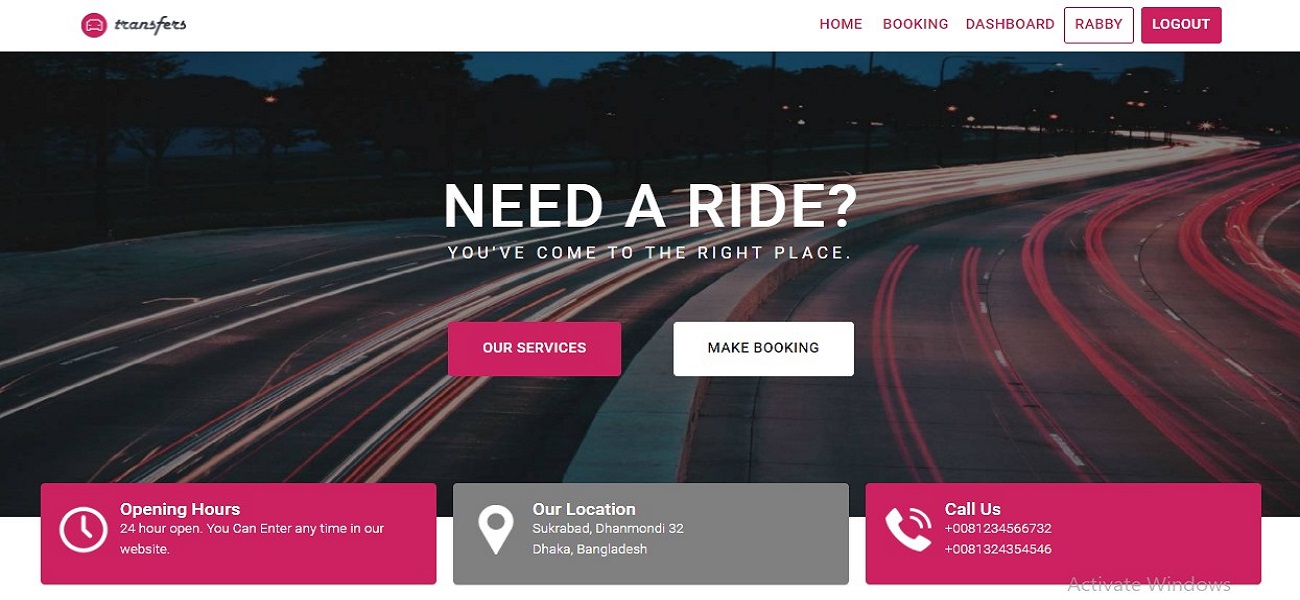 transfers
HOME BOOKING DASHBOARD RABBY LOGOUT
NEED A RIDE?
YOU'VE COME TO THE RIGHT PLACE.
OUR SERVICES MAKE BOOKING
Opening Hours
24 hour open. You Can Enter any time in our
website.
Our Location
Sukrabad, Dhanmondi 32
Dhaka, Bangladesh
Call Us
+0081234566732
+0081324354546
Activate Windows